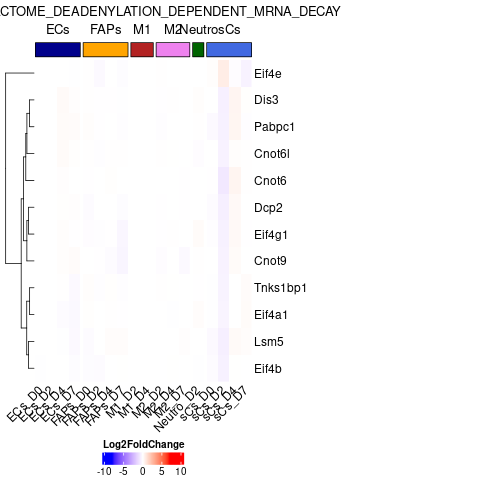 CTOME_DEADENYLATION_DEPENDENT_MRNA_DECAY
ECs FAPs M1 M2 Neutro sCs
Eif4e
Dis3
Pabpc1
Cnot6l
Cnot6
Dcp2
Eif4g1
Cnot9
Tnks1bp1
Eif4a1
Lsm5
Eif4b
ECs_D0 ECs_D2 ECs_D4 ECs_D7 FAPs_D0 FAPs_D2 FAPs_D4 FAPs_D7 M1_D2 M1_D4 M2_D2 M2_D4 M2_D7 Neutro_D2 sCs_D0 sCs_D2 sCs_D4 sCs_D7
Log2FoldChange
-10 -5 0 5 10